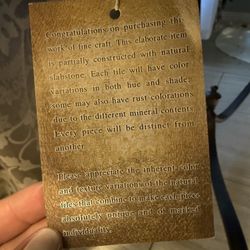 Congratulations on purchasing this
work of fine craft. This elaborate item
is partially constructed with natural
slabstone. Each tile will have color
variations in both hue and shade;
some may also have rust colorations
due to the different mineral contents.
Every piece will be distinct from
another.
Please appreciate the inherent color
and texture variations of the natural
tiles that combine to make each piece
absolutely unique and of marked
individuality.